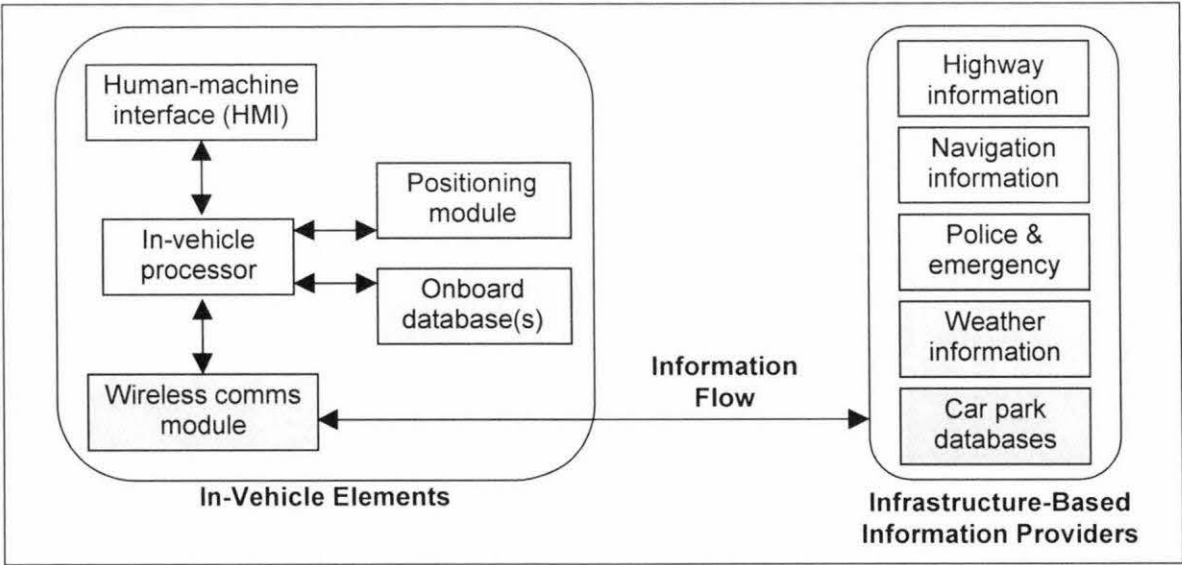 Human-machine
interface (HMI)
Positioning
module
In-vehicle
processor
Onboard
database(s)
Wireless comms
module
In-Vehicle Elements
Information
Flow
Highway
information
Navigation
information
Police &
emergency
Weather
information
Car park
databases
Infrastructure-Based
Information Providers